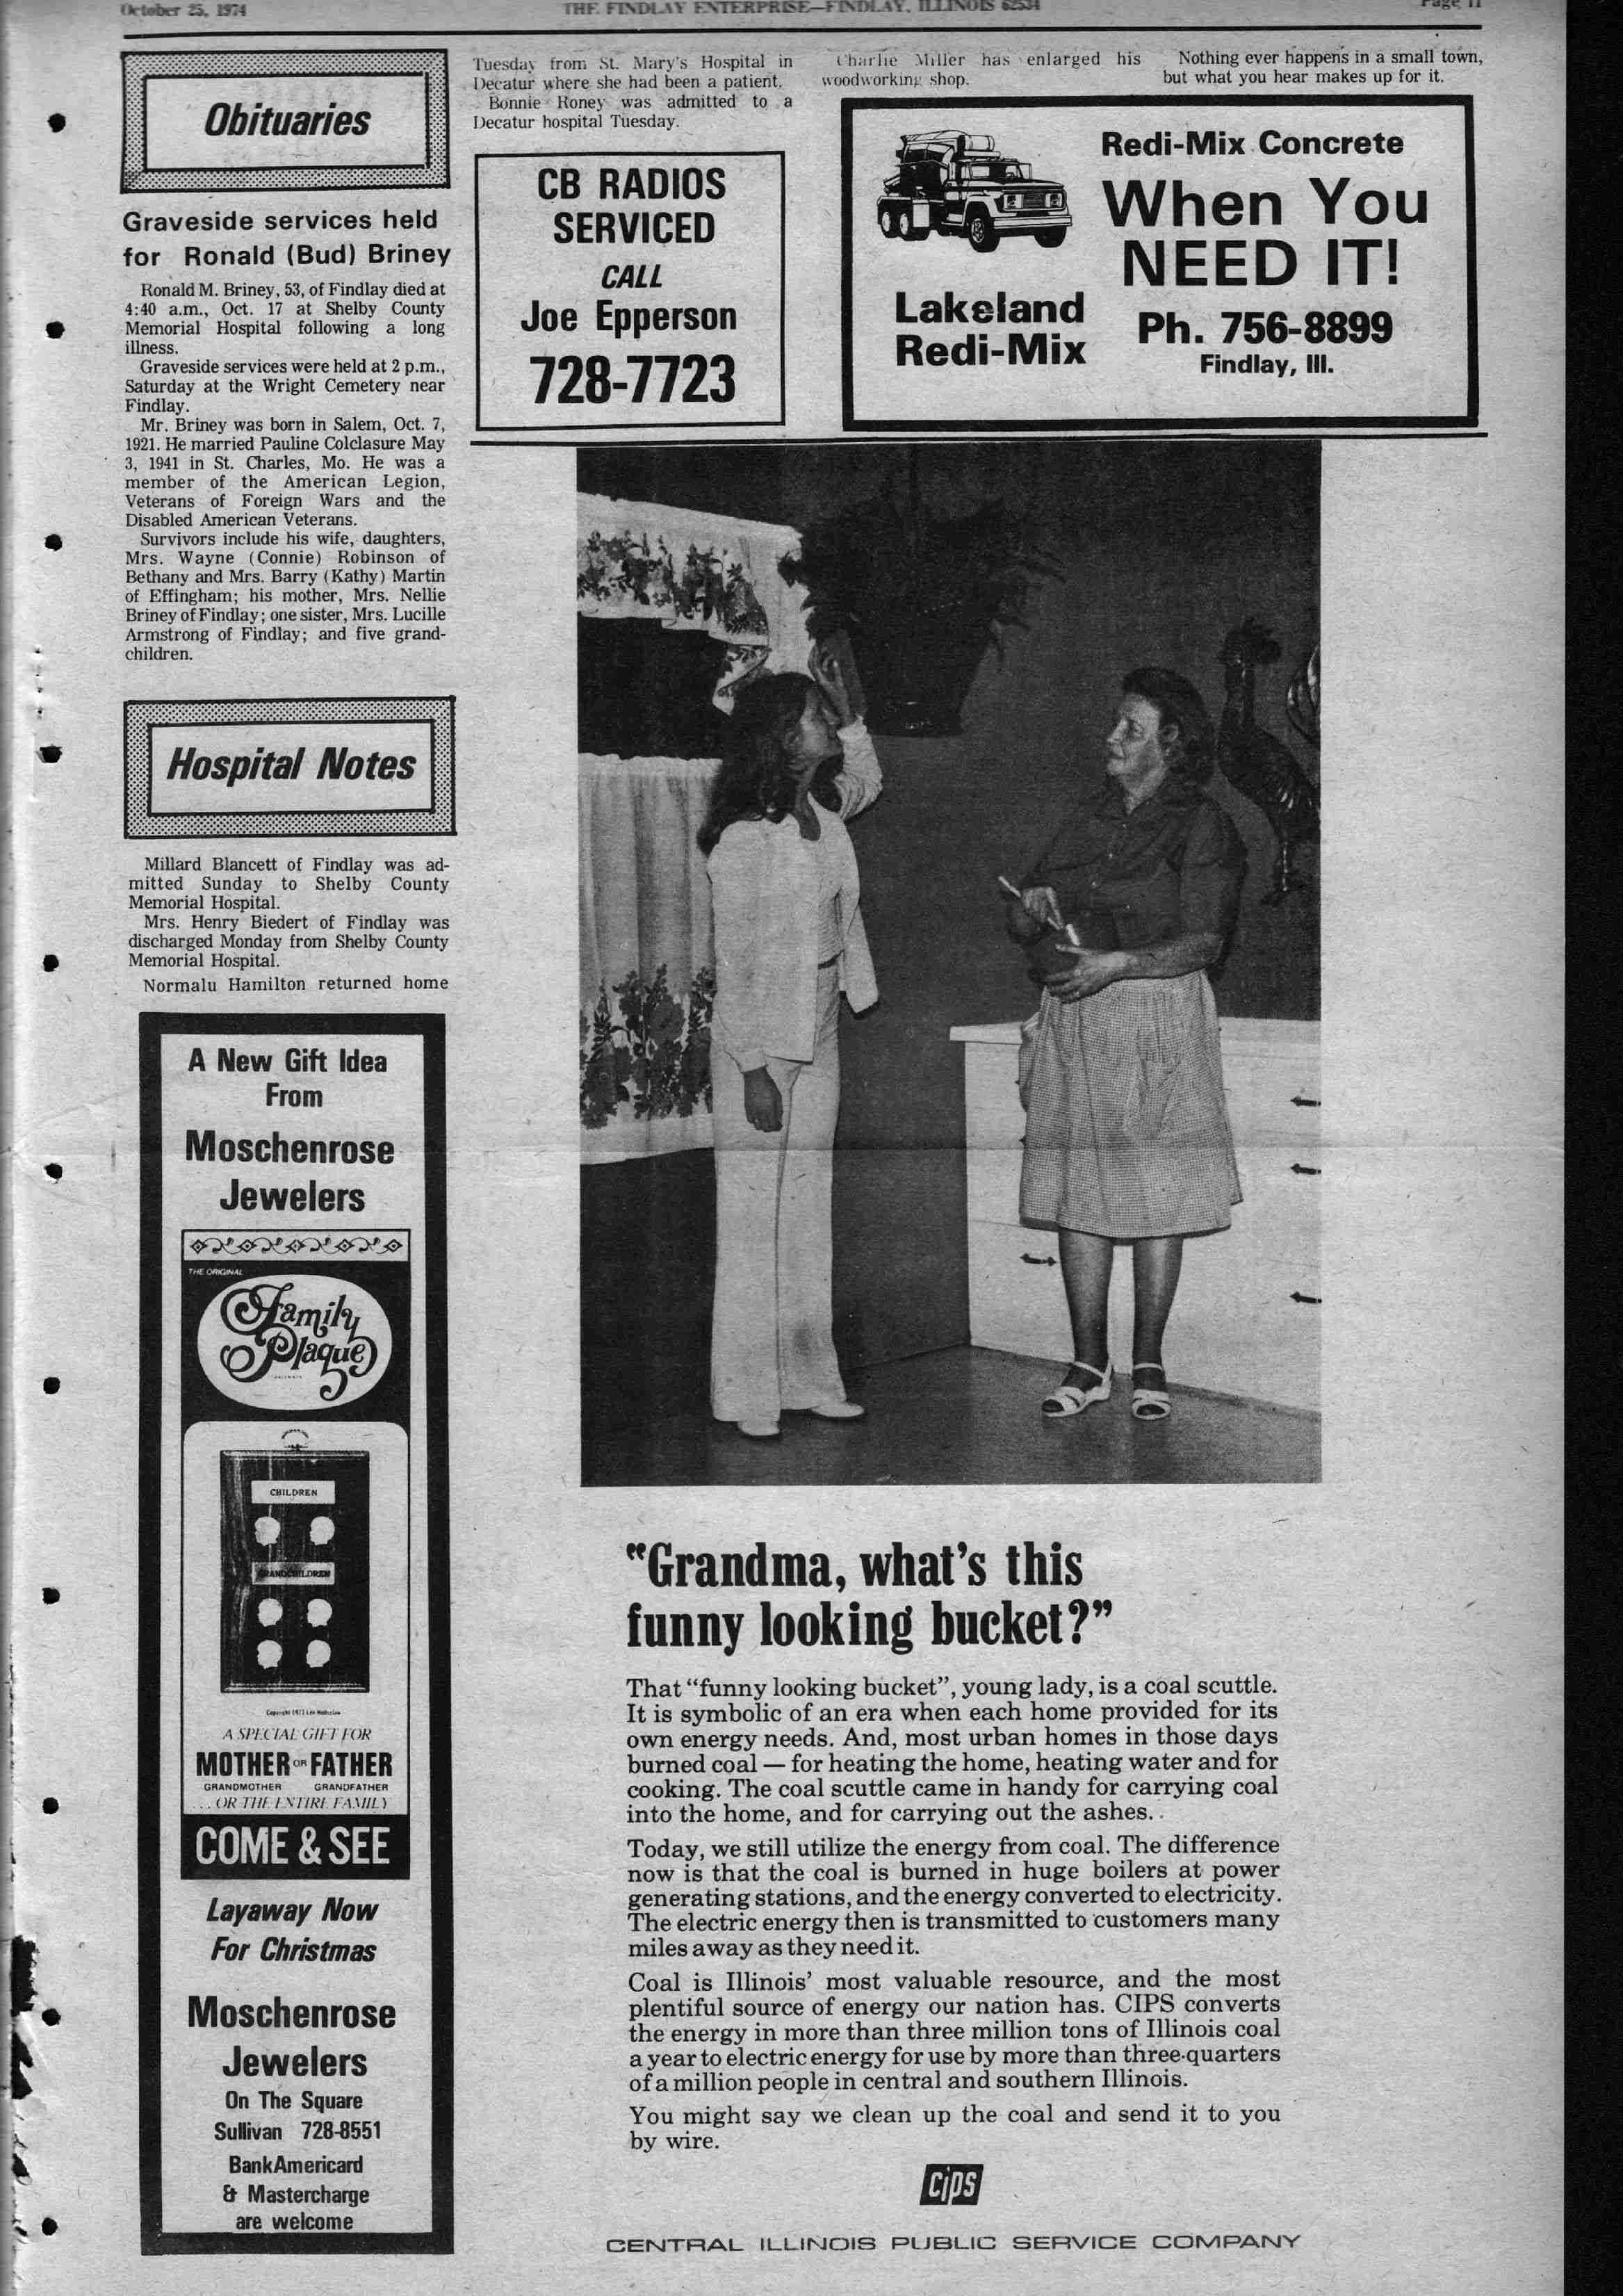 October 25, 1974
THE FINDLAY ENTERPRISE—FINDLAY, ILLINOIS 62534
Page 11
Obituaries
Graveside services held
for Ronald (Bud) Briney
Ronald M. Briney, 53, of Findlay died at
4:40 a.m., Oct. 17 at Shelby County
Memorial Hospital following a long
illness.
Graveside services were held at 2 p.m.,
Saturday at the Wright Cemetery near
Findlay.
Mr. Briney was born in Salem, Oct. 7,
1921. He married Pauline Colclasure May
3, 1941 in St. Charles, Mo. He was a
member of the American Legion,
Veterans of Foreign Wars and the
Disabled American Veterans.
Survivors include his wife, daughters,
Mrs. Wayne (Connie) Robinson of
Bethany and Mrs. Barry (Kathy) Martin
of Effingham; his mother, Mrs. Nellie
Briney of Findlay; one sister, Mrs. Lucille
Armstrong of Findlay; and five grand-
children.
Hospital Notes
Millard Blancett of Findlay was ad-
mitted Sunday to Shelby County
Memorial Hospital.
Mrs. Henry Biedert of Findlay was
discharged Monday from Shelby County
Memorial Hospital.
Normalu Hamilton returned home
Tuesday from St. Mary's Hospital in
Decatur where she had been a patient.
Bonnie Roney was admitted to a
Decatur hospital Tuesday.
Charlie Miller has enlarged his
woodworking shop.
Nothing ever happens in a small town,
but what you hear makes up for it.
CB RADIOS
SERVICED
CALL
Joe Epperson
728-7723
Redi-Mix Concrete
When You
NEED IT!
Lakeland
Redi-Mix
Ph. 756-8899
Findlay, Ill.
A New Gift Idea
From
Moschenrose
Jewelers
THE ORIGINAL
Family
Plaque
CHILDREN
GRANDCHILDREN
A SPECIAL GIFT FOR
MOTHER OR FATHER
GRANDMOTHER GRANDFATHER
... OR THE ENTIRE FAMILY
COME & SEE
Layaway Now
For Christmas
Moschenrose
Jewelers
On The Square
Sullivan 728-8551
BankAmericard
& Mastercharge
are welcome
"Grandma, what's this
funny looking bucket?"
That "funny looking bucket", young lady, is a coal scuttle.
It is symbolic of an era when each home provided for its
own energy needs. And, most urban homes in those days
burned coal — for heating the home, heating water and for
cooking. The coal scuttle came in handy for carrying coal
into the home, and for carrying out the ashes.
Today, we still utilize the energy from coal. The difference
now is that the coal is burned in huge boilers at power
generating stations, and the energy converted to electricity.
The electric energy then is transmitted to customers many
miles away as they need it.
Coal is Illinois' most valuable resource, and the most
plentiful source of energy our nation has. CIPS converts
the energy in more than three million tons of Illinois coal
a year to electric energy for use by more than three-quarters
of a million people in central and southern Illinois.
You might say we clean up the coal and send it to you
by wire.
cips
CENTRAL ILLINOIS PUBLIC SERVICE COMPANY